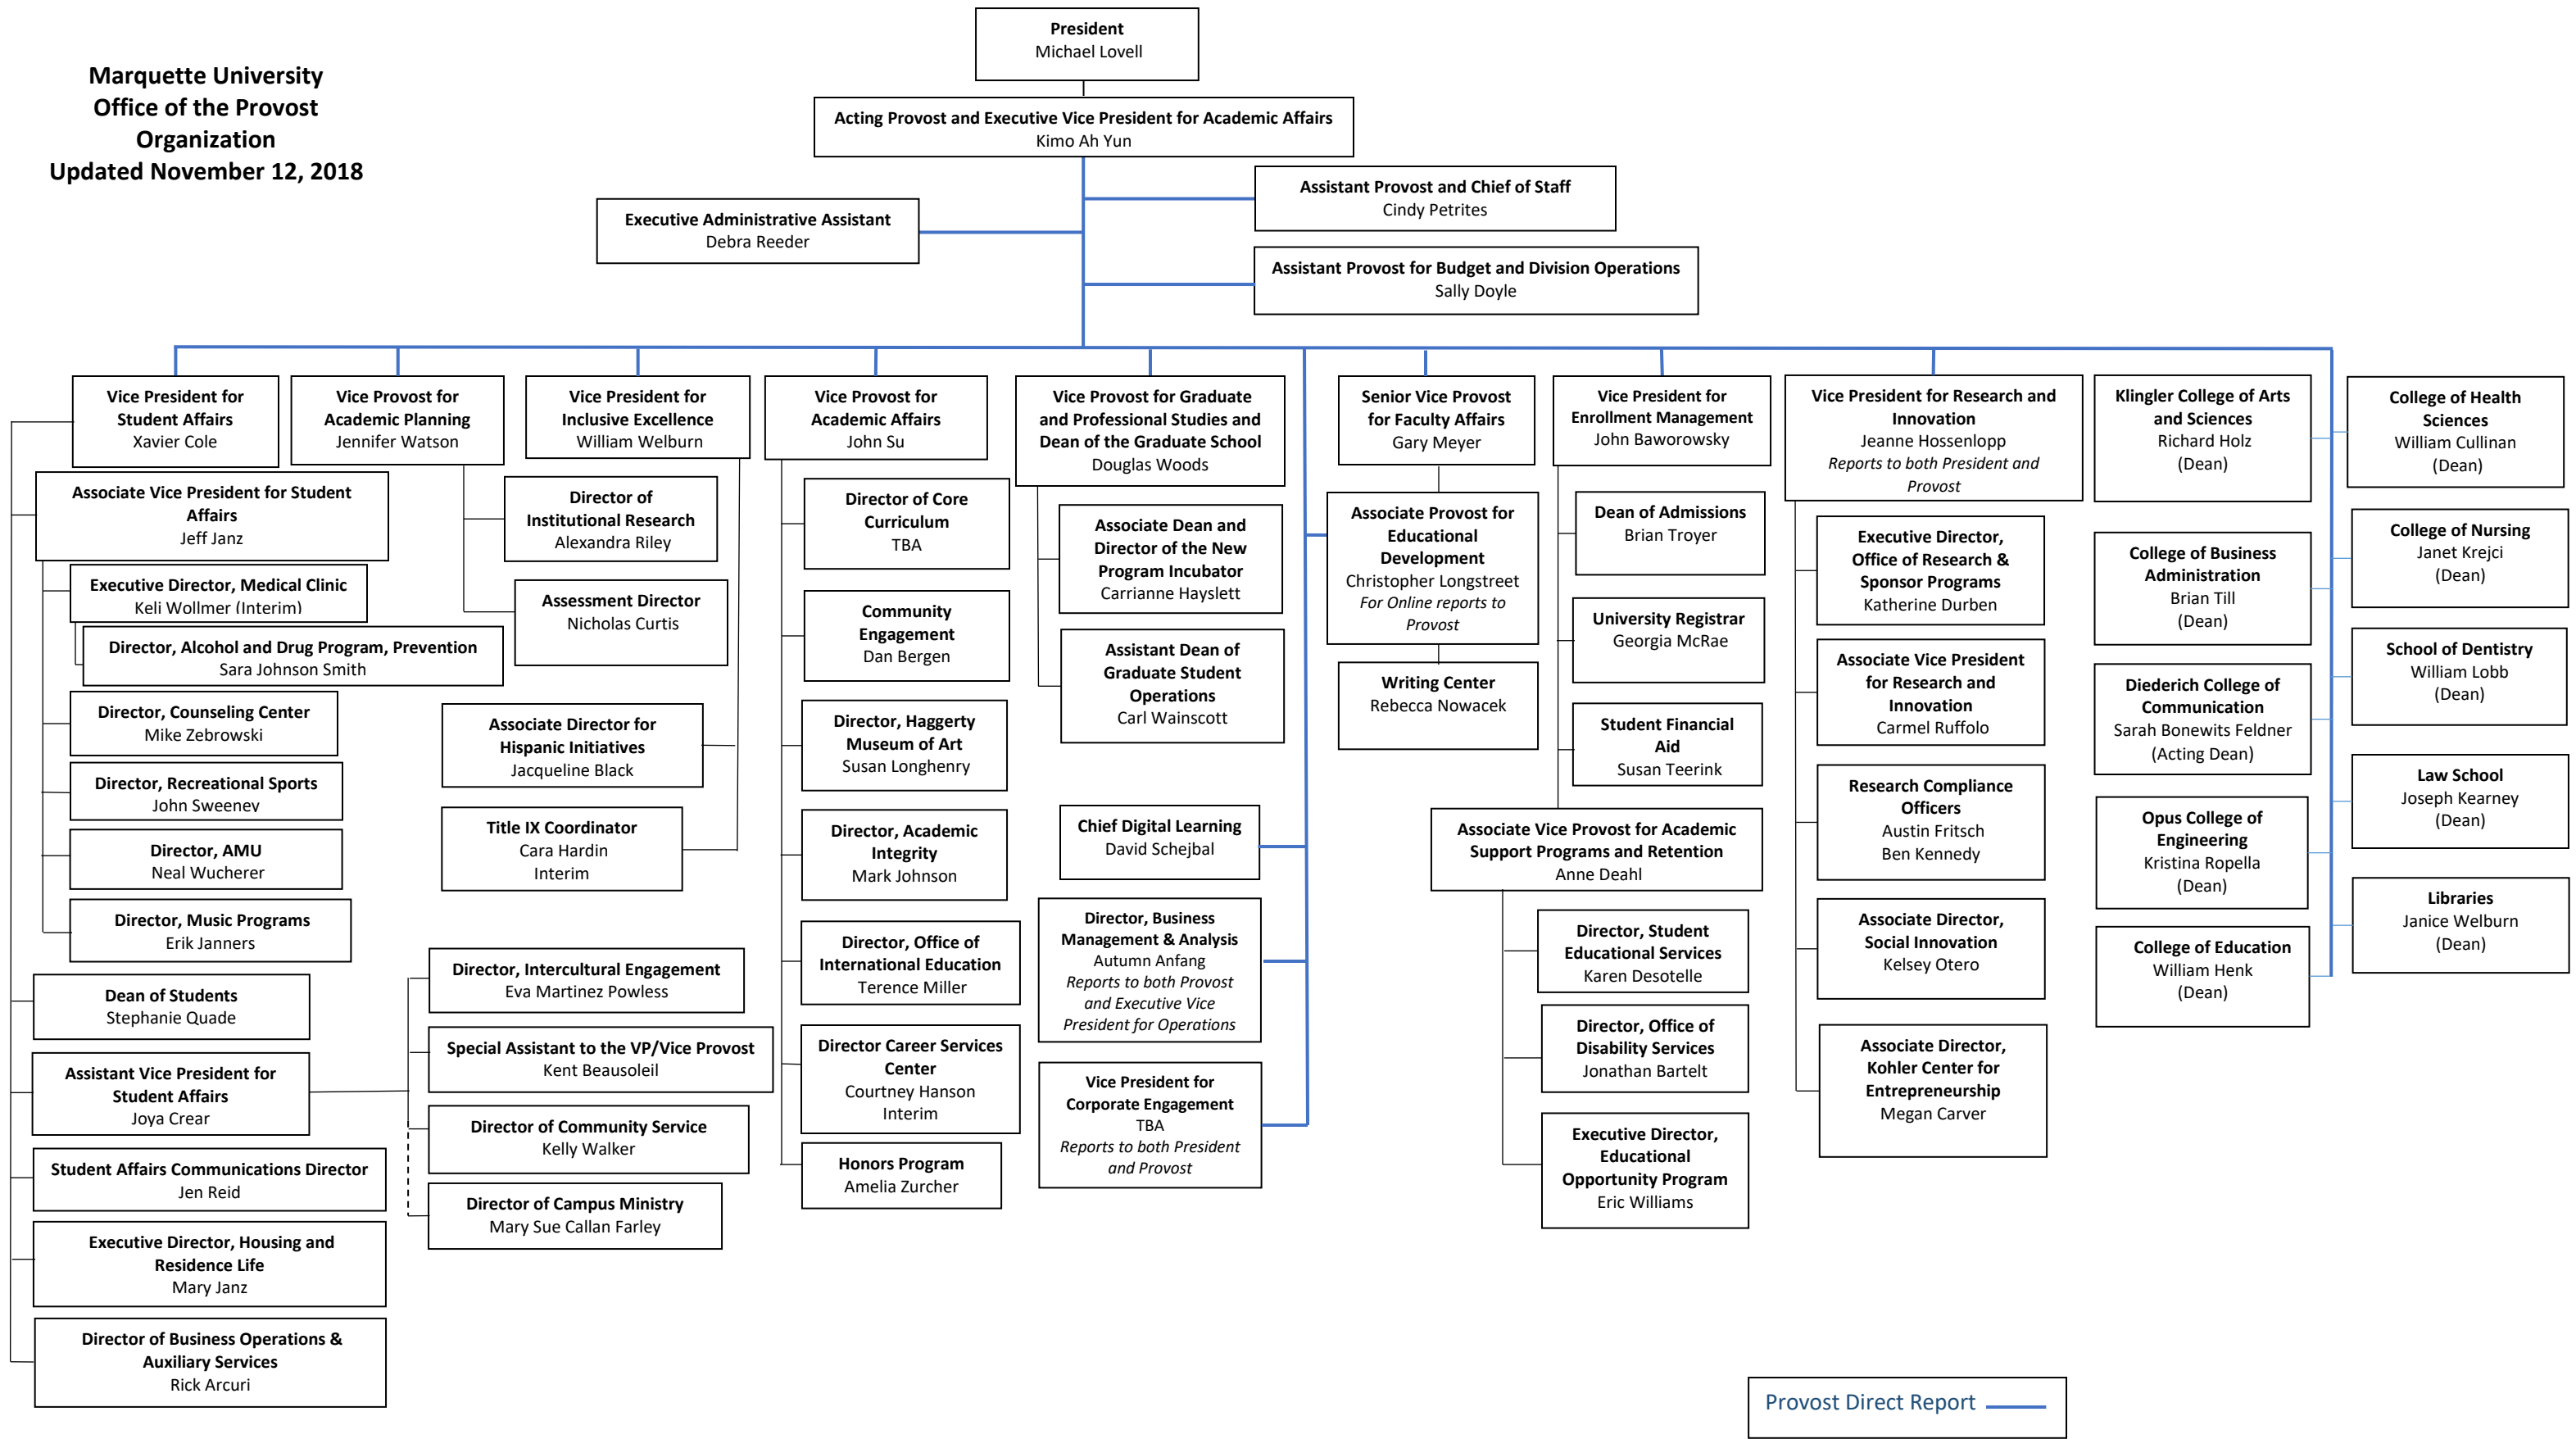 Marquette University
Office of the Provost
Organization
Updated November 12, 2018
President
Michael Lovell
Acting Provost and Executive Vice President for Academic Affairs
Kimo Ah Yun
Assistant Provost and Chief of Staff
Cindy Petrites
Executive Administrative Assistant
Debra Reeder
Assistant Provost for Budget and Division Operations
Sally Doyle
Vice President for
Student Affairs
Xavier Cole
Associate Vice President for Student
Affairs
Jeff Janz
Executive Director, Medical Clinic
Keli Wollmer (Interim)
Director, Alcohol and Drug Program, Prevention
Sara Johnson Smith
Director, Counseling Center
Mike Zebrowski
Director, Recreational Sports
John Sweeney
Director, AMU
Neal Wucherer
Director, Music Programs
Erik Janners
Dean of Students
Stephanie Quade
Assistant Vice President for
Student Affairs
Joya Crear
Student Affairs Communications Director
Jen Reid
Executive Director, Housing and
Residence Life
Mary Janz
Director of Business Operations &
Auxiliary Services
Rick Arcuri
Director, Intercultural Engagement
Eva Martinez Powless
Special Assistant to the VP/Vice Provost
Kent Beausoleil
Director of Community Service
Kelly Walker
Director of Campus Ministry
Mary Sue Callan Farley
Vice Provost for
Academic Planning
Jennifer Watson
Director of
Institutional Research
Alexandra Riley
Assessment Director
Nicholas Curtis
Vice President for
Inclusive Excellence
William Welburn
Associate Director for
Hispanic Initiatives
Jacqueline Black
Title IX Coordinator
Cara Hardin
Interim
Vice Provost for
Academic Affairs
John Su
Director of Core
Curriculum
TBA
Community
Engagement
Dan Bergen
Director, Haggerty
Museum of Art
Susan Longhenry
Director, Academic
Integrity
Mark Johnson
Director, Office of
International Education
Terence Miller
Director Career Services
Center
Courtney Hanson
Interim
Honors Program
Amelia Zurcher
Vice Provost for Graduate
and Professional Studies and
Dean of the Graduate School
Douglas Woods
Associate Dean and
Director of the New
Program Incubator
Carrianne Hayslett
Assistant Dean of
Graduate Student
Operations
Carl Wainscott
Chief Digital Learning
David Schejbal
Director, Business
Management & Analysis
Autumn Anfang
Reports to both Provost
and Executive Vice
President for Operations
Vice President for
Corporate Engagement
TBA
Reports to both President
and Provost
Senior Vice Provost
for Faculty Affairs
Gary Meyer
Associate Provost for
Educational
Development
Christopher Longstreet
For Online reports to
Provost
Writing Center
Rebecca Nowacek
Vice President for
Enrollment Management
John Baworowsky
Dean of Admissions
Brian Troyer
University Registrar
Georgia McRae
Student Financial
Aid
Susan Teerink
Associate Vice Provost for Academic
Support Programs and Retention
Anne Deahl
Director, Student
Educational Services
Karen Desotelle
Director, Office of
Disability Services
Jonathan Bartelt
Executive Director,
Educational
Opportunity Program
Eric Williams
Vice President for Research and
Innovation
Jeanne Hossenlopp
Reports to both President and
Provost
Executive Director,
Office of Research &
Sponsor Programs
Katherine Durben
Associate Vice President
for Research and
Innovation
Carmel Ruffolo
Research Compliance
Officers
Austin Fritsch
Ben Kennedy
Associate Director,
Social Innovation
Kelsey Otero
Associate Director,
Kohler Center for
Entrepreneurship
Megan Carver
Klingler College of Arts
and Sciences
Richard Holz
(Dean)
College of Business
Administration
Brian Till
(Dean)
Diederich College of
Communication
Sarah Bonewits Feldner
(Acting Dean)
Opus College of
Engineering
Kristina Ropella
(Dean)
College of Education
William Henk
(Dean)
College of Health
Sciences
William Cullinan
(Dean)
College of Nursing
Janet Krejci
(Dean)
School of Dentistry
William Lobb
(Dean)
Law School
Joseph Kearney
(Dean)
Libraries
Janice Welburn
(Dean)
Provost Direct Report